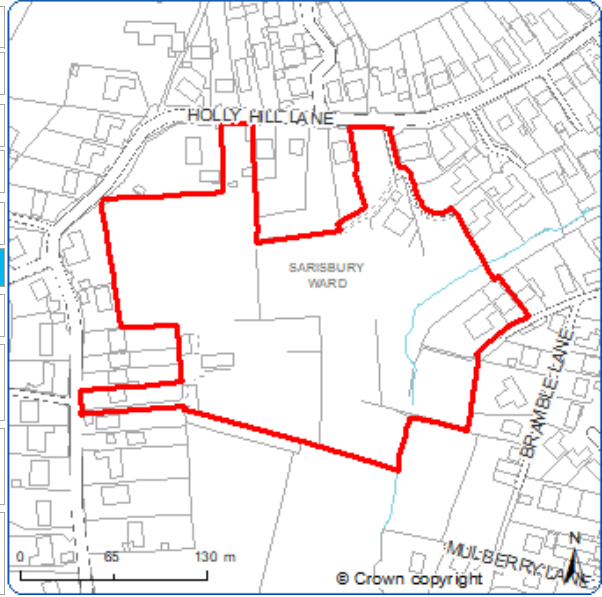 HOLLY HILL LANE
SARISBURY
WARD
BRAMBLE LANE
0 65 130 m
N
MULBERRY LANE
© Crown copyright